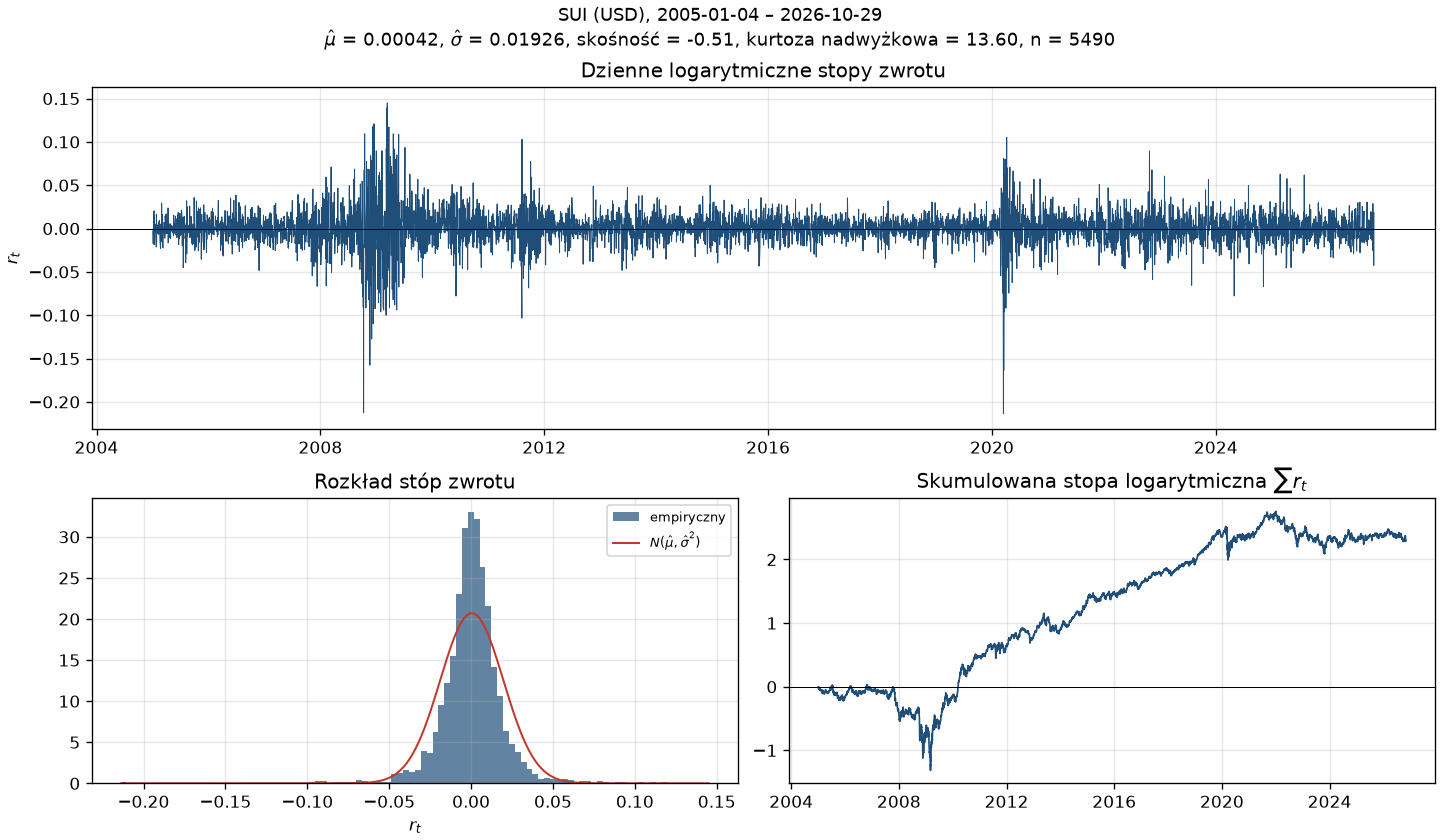 SUI (USD), 2005-01-04 – 2026-10-29
μ̂ = 0.00042, σ̂ = 0.01926, skośność = -0.51, kurtoza nadwyżkowa = 13.60, n = 5490
Dzienne logarytmiczne stopy zwrotu
0.15
0.10
0.05
0.00
−0.05
−0.10
−0.15
−0.20
r_t
2004 2008 2012 2016 2020 2024
Rozkład stóp zwrotu
empiryczny
N(μ̂, σ̂²)
30
25
20
15
10
5
0
−0.20 −0.15 −0.10 −0.05 0.00 0.05 0.10 0.15
r_t
Skumulowana stopa logarytmiczna ∑r_t
2
1
0
−1
2004 2008 2012 2016 2020 2024